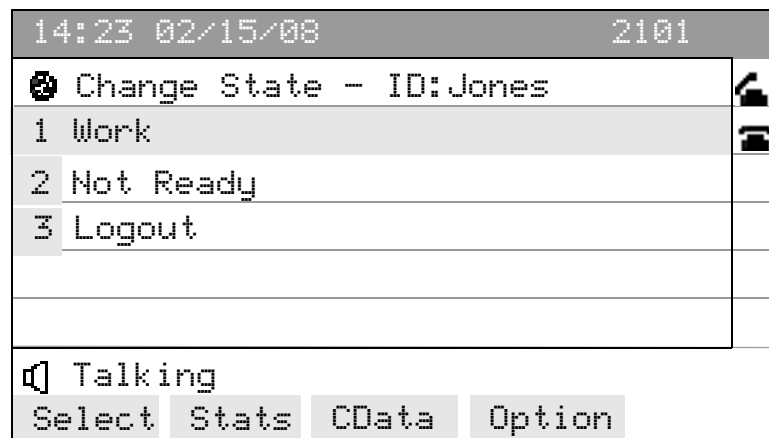 14:23 02/15/08 2101
Change State - ID:Jones
1 Work
2 Not Ready
3 Logout
Talking
Select Stats CData Option